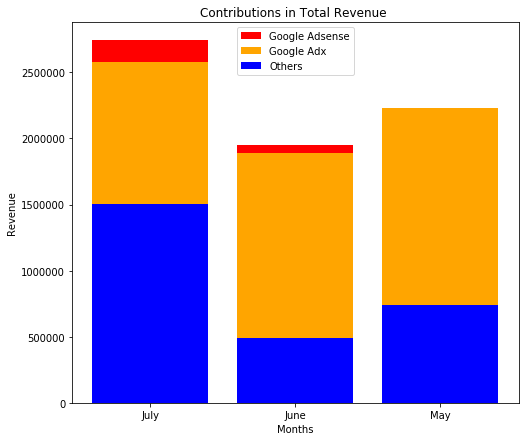 Contributions in Total Revenue
Google Adsense
Google Adx
Others
Revenue
2500000
2000000
1500000
1000000
500000
0
July
June
May
Months